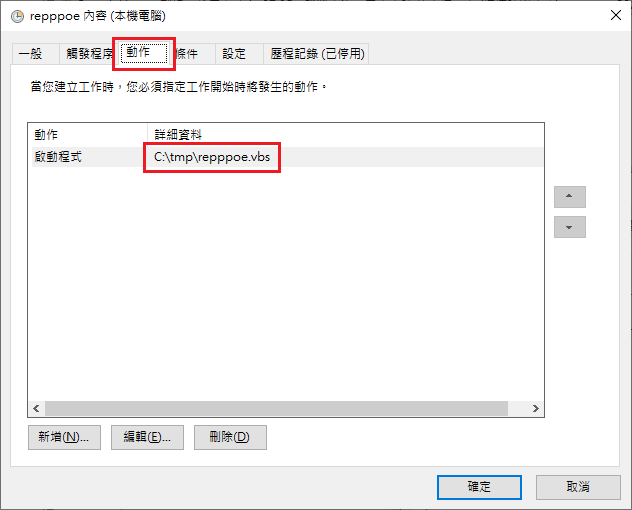 repppoe 內容 (本機電腦)
一般 觸發程序 動作 條件 設定 歷程記錄 (已停用)
當您建立工作時，您必須指定工作開始時將發生的動作。
動作 詳細資料
啟動程式 C:\tmp\repppoe.vbs
新增(N)... 編輯(E)... 刪除(D)
確定 取消